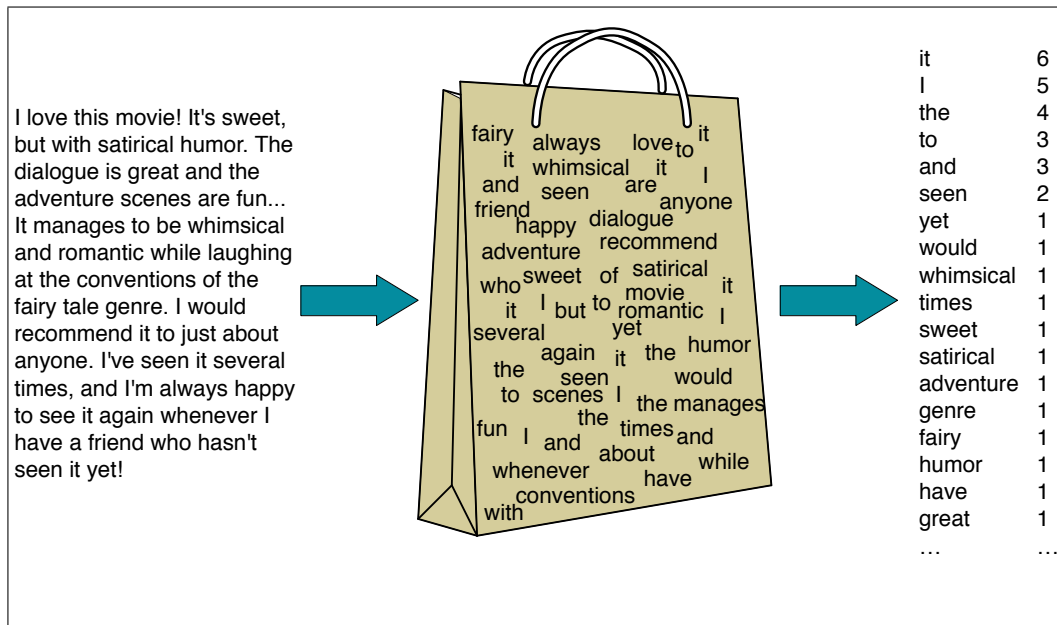 I love this movie! It's sweet,
but with satirical humor. The
dialogue is great and the
adventure scenes are fun...
It manages to be whimsical
and romantic while laughing
at the conventions of the
fairy tale genre. I would
recommend it to just about
anyone. I've seen it several
times, and I'm always happy
to see it again whenever I
have a friend who hasn't
seen it yet!
fairy always love to it
it whimsical it I
and seen are anyone
friend happy dialogue
adventure recommend
who sweet of satirical it
it I but to movie romantic I
several yet
again it the humor
the seen would
to scenes I the manages
the
fun I and times and
about while
whenever have
conventions
with
it 6
I 5
the 4
to 3
and 3
seen 2
yet 1
would 1
whimsical 1
times 1
sweet 1
satirical 1
adventure 1
genre 1
fairy 1
humor 1
have 1
great 1
… …